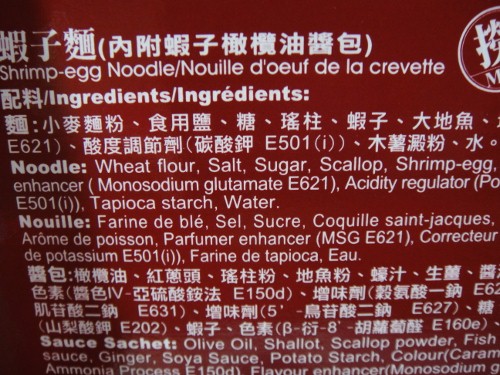 蝦子麵(內附蝦子橄欖油醬包)
撈
Shrimp-egg Noodle/Nouille d'oeuf de la crevette
配料/Ingredients/Ingrédients:
麵:小麥麵粉、食用鹽、糖、瑤柱、蝦子、大地魚、
E621)、酸度調節劑(碳酸鉀 E501(i))、木薯澱粉、水。
Noodle: Wheat flour, Salt, Sugar, Scallop, Shrimp-egg,
enhancer ( Monosodium glutamate E621), Acidity regulator (Po
E501(i)), Tapioca starch, Water.
Nouille: Farine de blé, Sel, Sucre, Coquille saint-jacques,
Arôme de poisson, Parfumer enhancer (MSG E621), Correcteur
de potassium E501(i)), Farine de tapioca, Eau.
醬包:橄欖油、紅蔥頭、瑤柱粉、地魚粉、蠔汁、生薑、醬
色素(醬色IV-亞硫酸銨法 E150d)、增味劑(穀氨酸一鈉 E62
肌苷酸二鈉 E631)、增味劑(5'-鳥苷酸二鈉 E627)、糖
(山梨酸鉀 E202)、蝦子、色素(β-衍-8'-胡蘿蔔醛 E160e)、
Sauce Sachet: Olive Oil, Shallot, Scallop powder, Fish
sauce, Ginger, Soya Sauce, Potato Starch, Colour(Caram
Ammonia Process E150d), Flavour enhancer(Monosodium